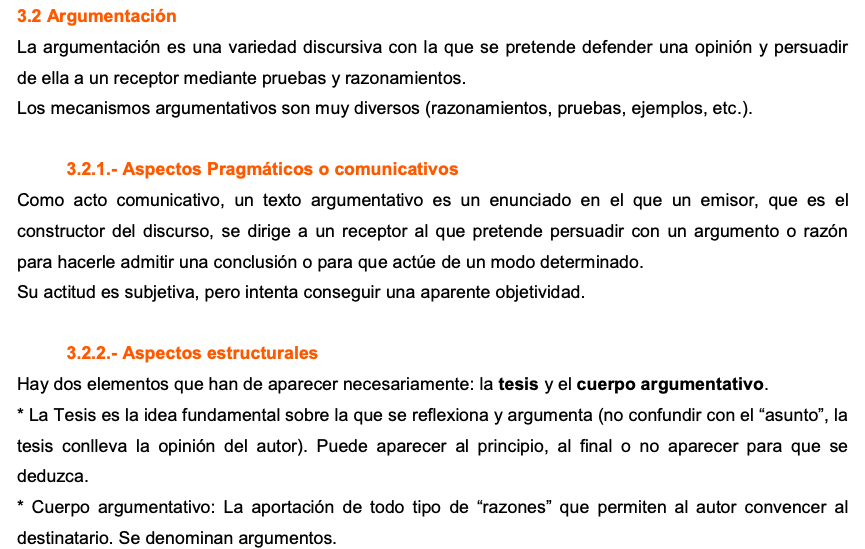 3.2 Argumentación
La argumentación es una variedad discursiva con la que se pretende defender una opinión y persuadir
de ella a un receptor mediante pruebas y razonamientos.
Los mecanismos argumentativos son muy diversos (razonamientos, pruebas, ejemplos, etc.).
3.2.1.- Aspectos Pragmáticos o comunicativos
Como acto comunicativo, un texto argumentativo es un enunciado en el que un emisor, que es el
constructor del discurso, se dirige a un receptor al que pretende persuadir con un argumento o razón
para hacerle admitir una conclusión o para que actúe de un modo determinado.
Su actitud es subjetiva, pero intenta conseguir una aparente objetividad.
3.2.2.- Aspectos estructurales
Hay dos elementos que han de aparecer necesariamente: la tesis y el cuerpo argumentativo.
* La Tesis es la idea fundamental sobre la que se reflexiona y argumenta (no confundir con el “asunto”, la
tesis conlleva la opinión del autor). Puede aparecer al principio, al final o no aparecer para que se
deduzca.
* Cuerpo argumentativo: La aportación de todo tipo de “razones” que permiten al autor convencer al
destinatario. Se denominan argumentos.